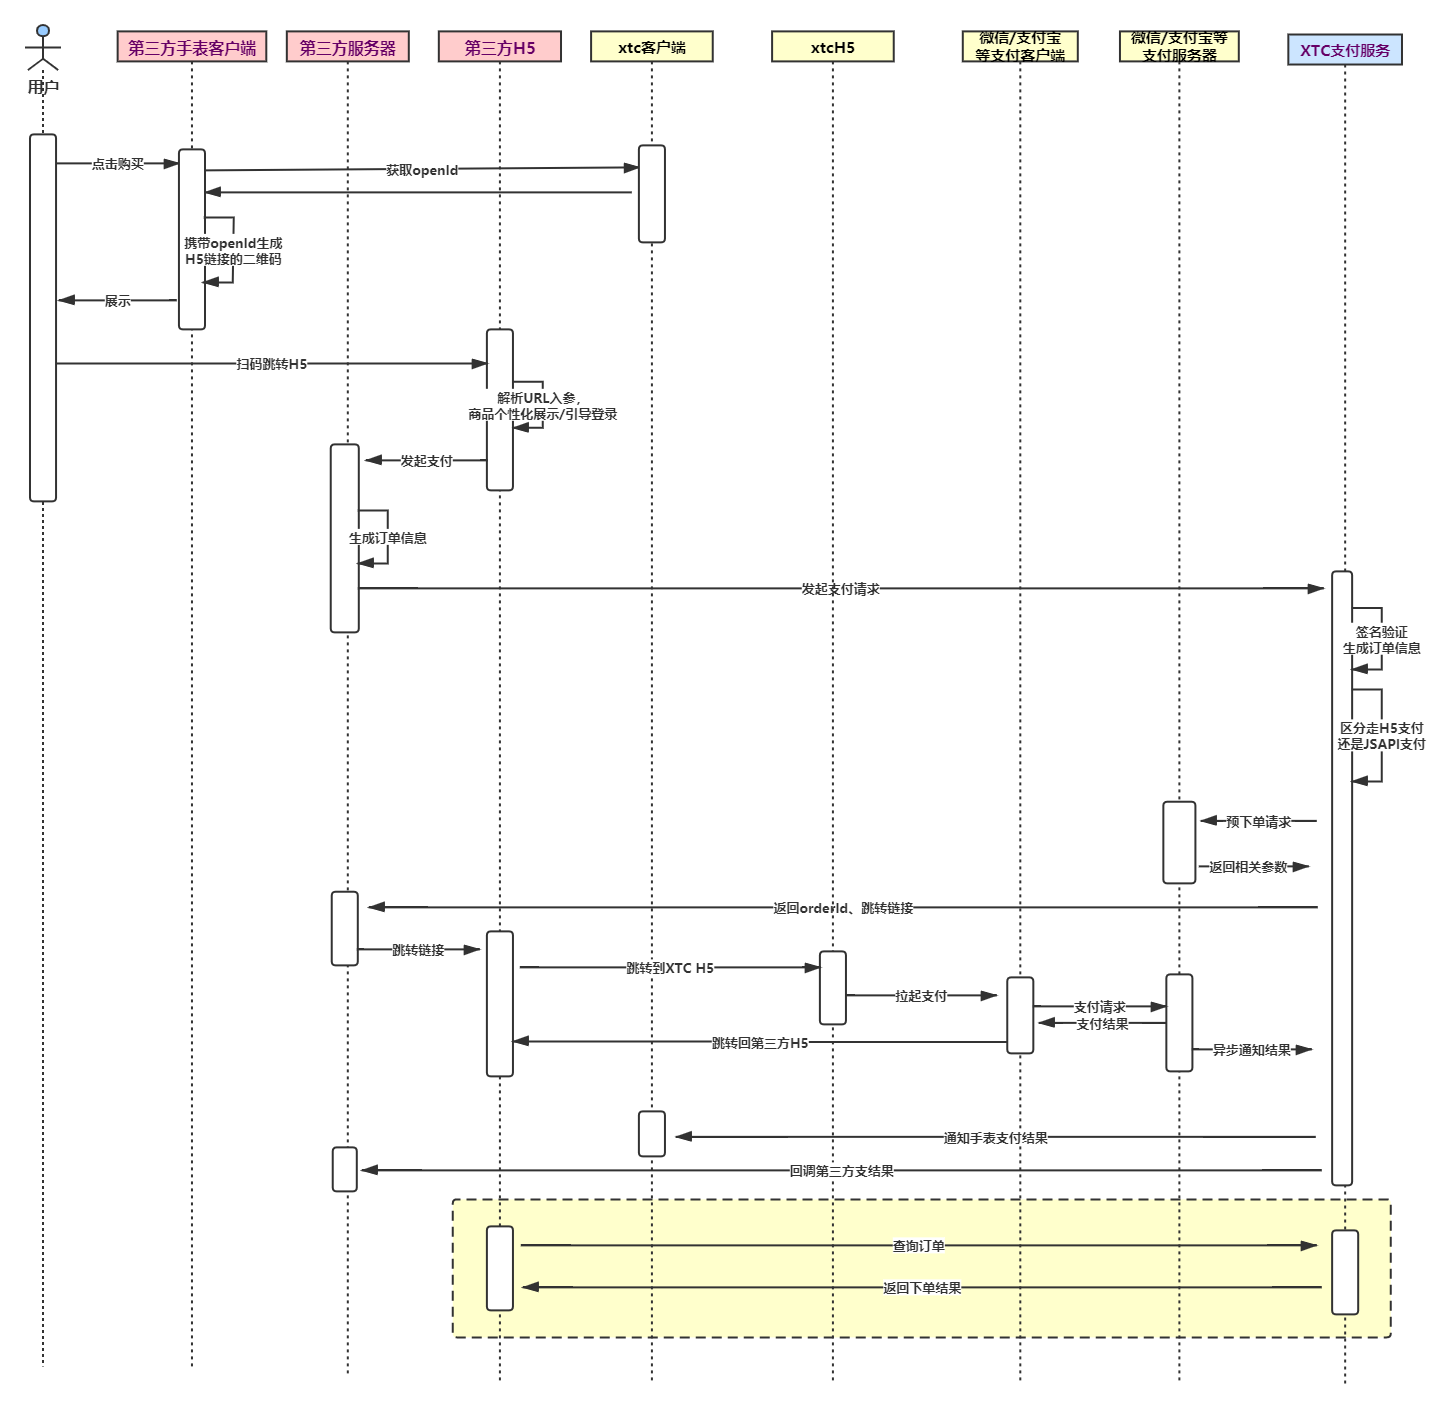 用户
第三方手表客户端
第三方服务器
第三方H5
xtc客户端
xtcH5
微信/支付宝
等支付客户端
微信/支付宝等
支付服务器
XTC支付服务
点击购买
获取openId
携带openId生成
H5链接的二维码
展示
扫码跳转H5
解析URL入参，
商品个性化展示/引导登录
发起支付
生成订单信息
发起支付请求
签名验证
生成订单信息
区分走H5支付
还是JSAPI支付
预下单请求
返回相关参数
返回orderId、跳转链接
跳转链接
跳转到XTC H5
拉起支付
支付请求
支付结果
跳转回第三方H5
异步通知结果
通知手表支付结果
回调第三方支结果
查询订单
返回下单结果